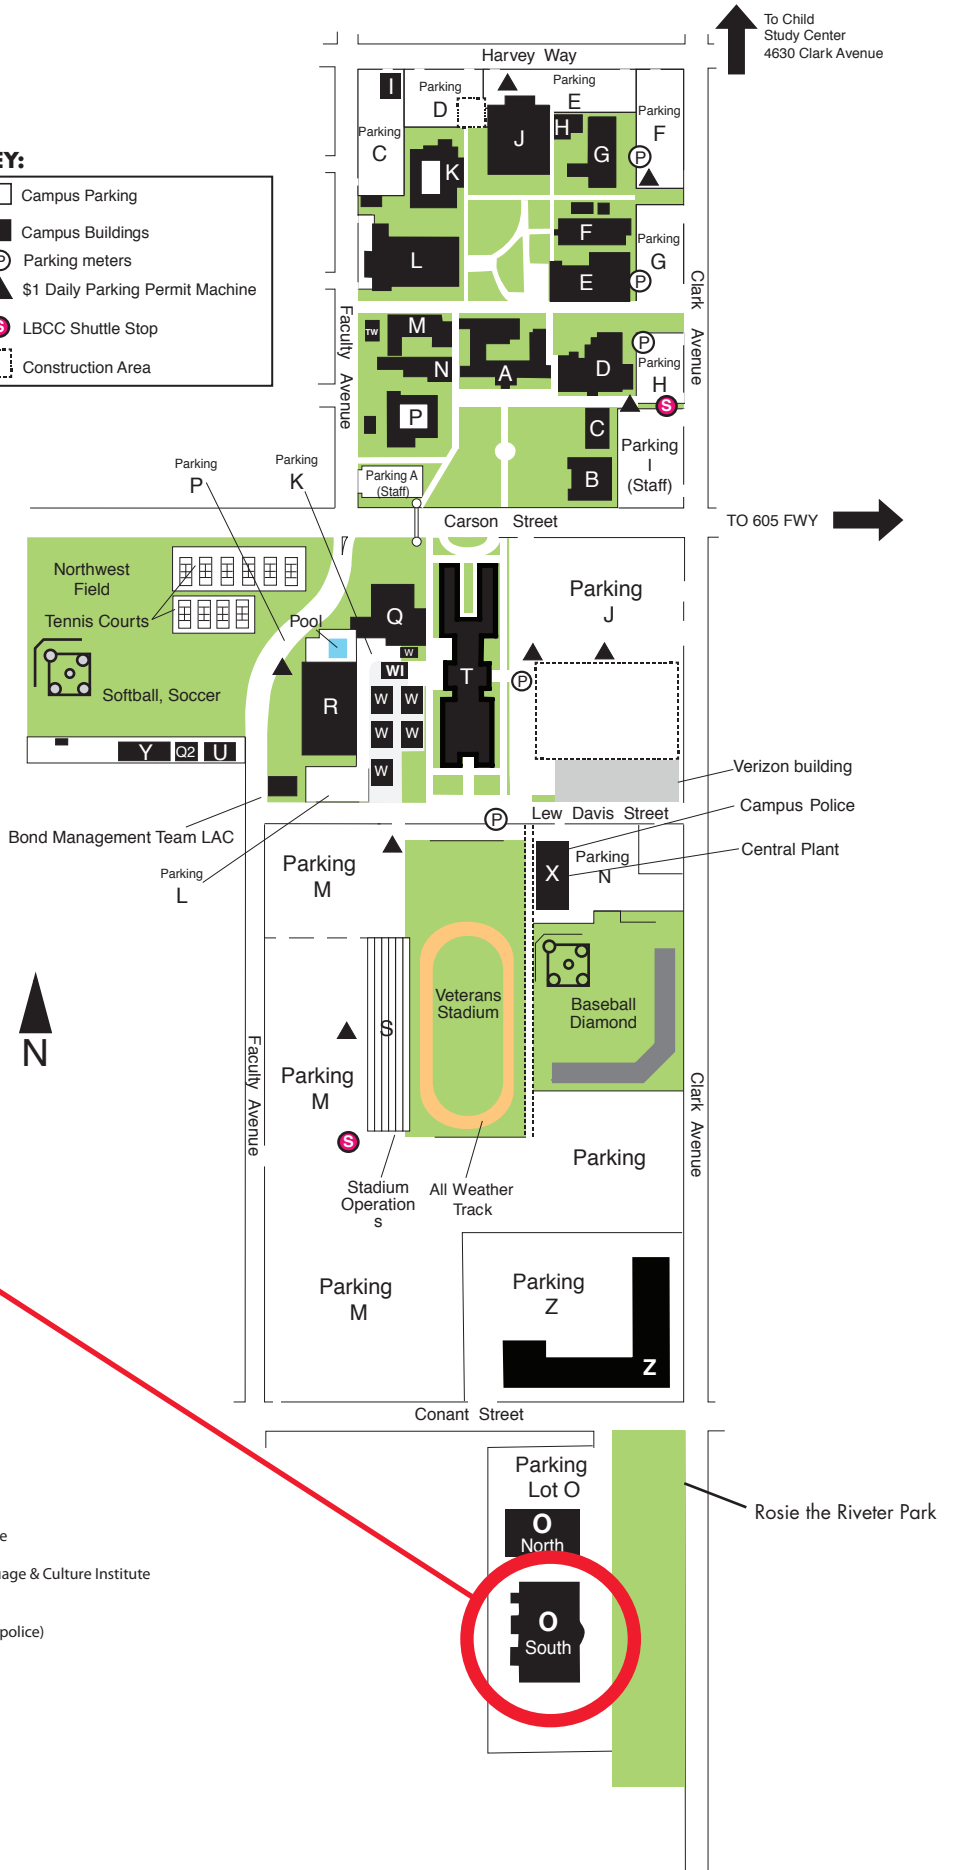 To Child
Study Center
4630 Clark Avenue
Harvey Way
I
Parking
D
Parking
E
Parking
F
Parking
C
J
H
G
P
K
EY:
Campus Parking
Campus Buildings
P Parking meters
$1 Daily Parking Permit Machine
S LBCC Shuttle Stop
Construction Area
F
Parking
G
L
E
P
Clark Avenue
Faculty Avenue
TW
M
N
A
D
P
Parking
H
S
P
C
Parking
I
(Staff)
B
Parking
P
Parking
K
Parking A
(Staff)
Carson Street
TO 605 FWY
Northwest
Field
Tennis Courts
Pool
Softball, Soccer
Q
W
WI
R
W W
W W
W
T
Parking
J
P
Y Q2 U
Verizon building
Bond Management Team LAC
P
Lew Davis Street
Campus Police
Central Plant
Parking
L
Parking
M
X
Parking
N
Veterans
Stadium
Baseball
Diamond
S
N
Faculty Avenue
Parking
M
Clark Avenue
S
Parking
Stadium
Operation
s
All Weather
Track
Parking
M
Parking
Z
Z
Conant Street
Parking
Lot O
O
North
Rosie the Riveter Park
O
South
e
uage & Culture Institute
police)